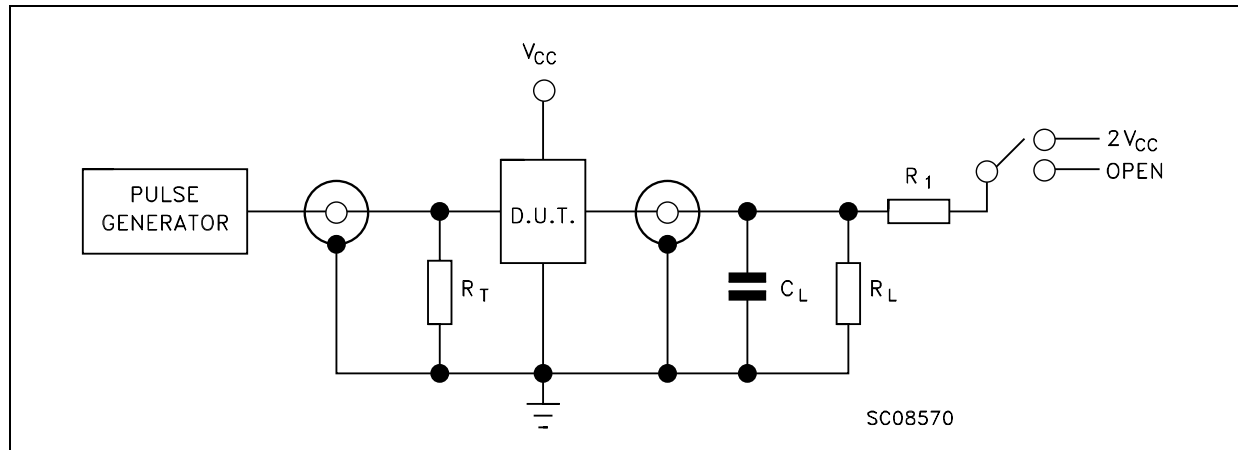 VCC
2VCC
OPEN
R1
PULSE
GENERATOR
D.U.T.
RT
CL
RL
SC08570